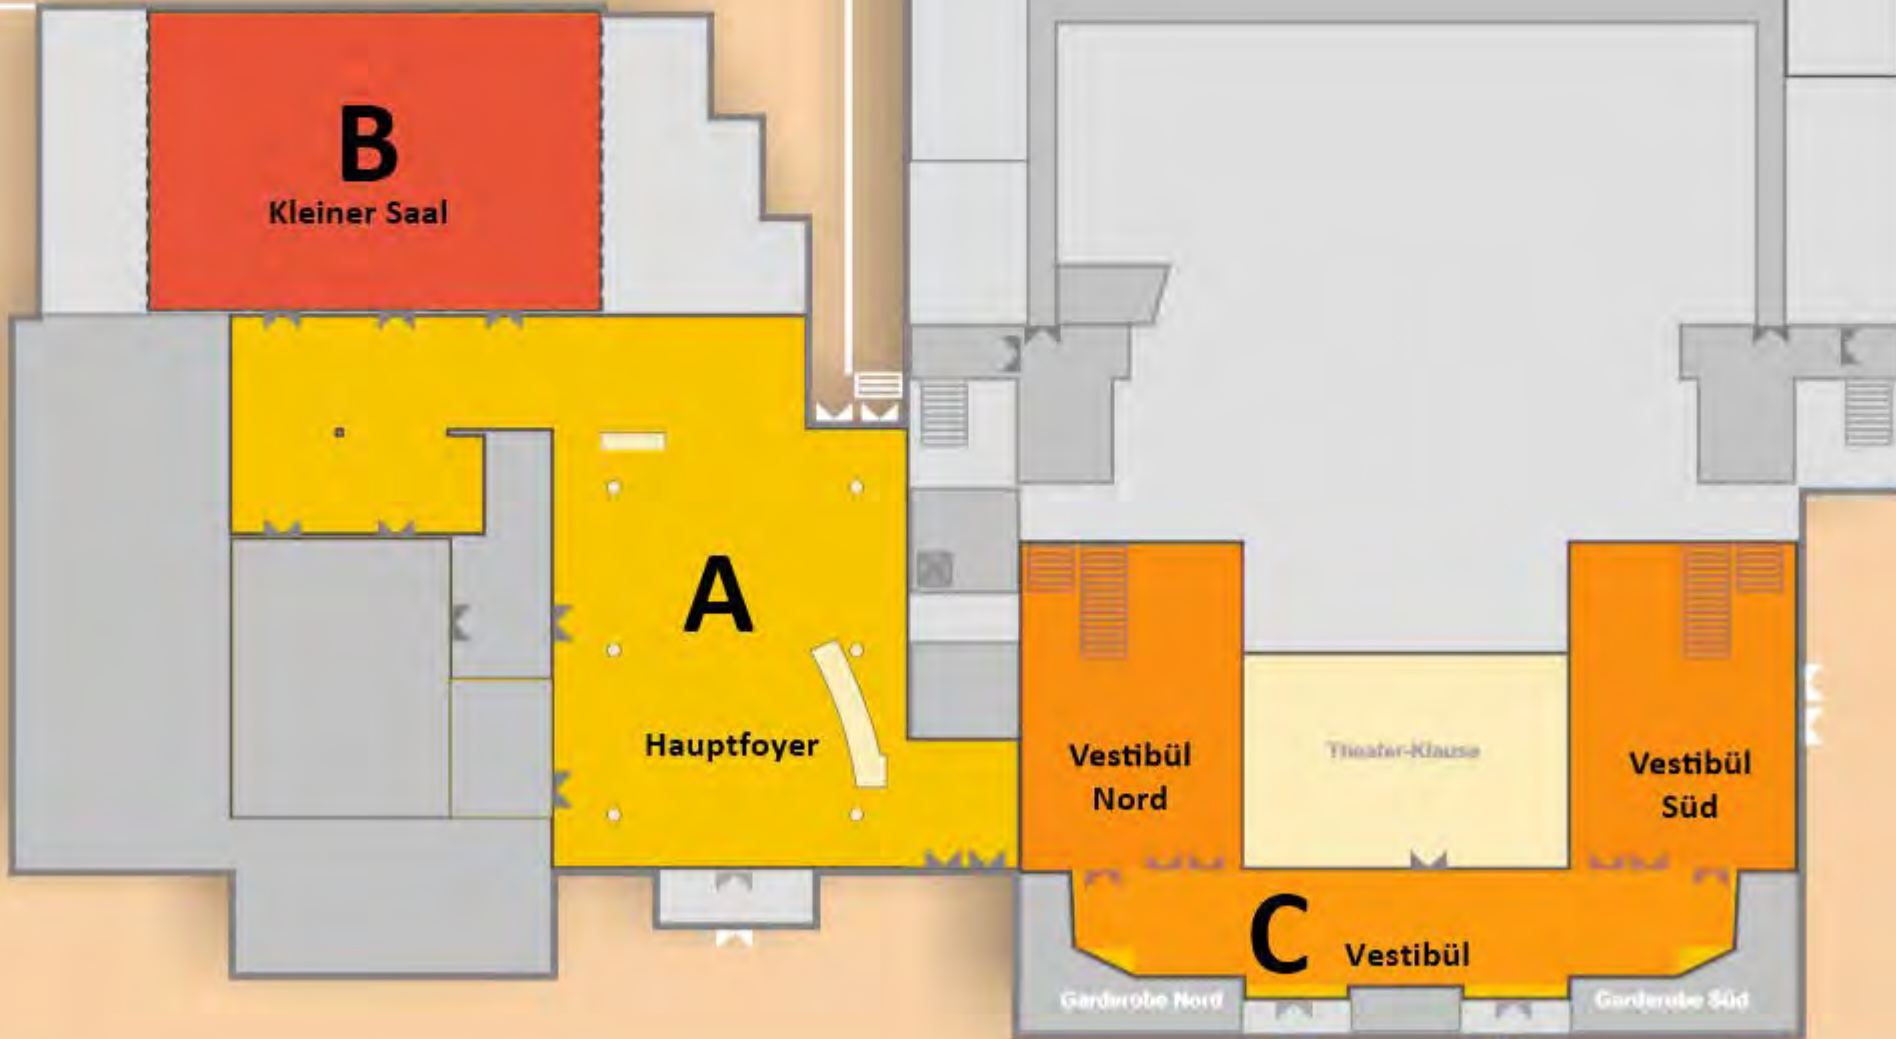 B
Kleiner Saal
A
Hauptfoyer
Vestibül
Nord
Theater-Klause
Vestibül
Süd
C
Vestibül
Garderobe Nord
Garderobe Süd